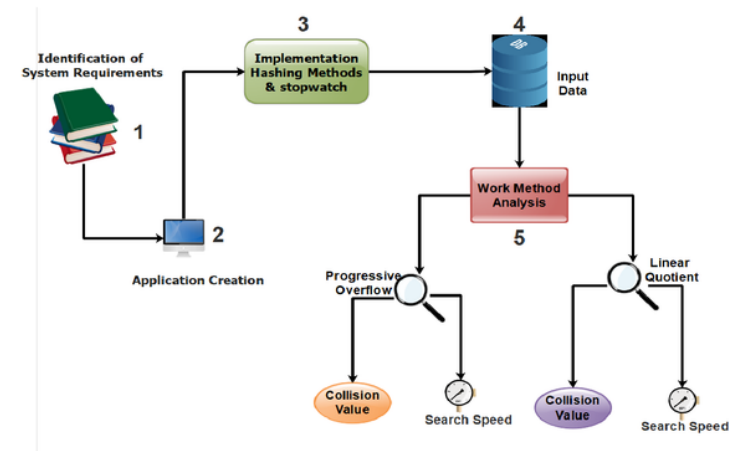 3
4
Identification of
System Requirements
Implementation
Hashing Methods
& stopwatch
DB
Input
Data
1
2
Application Creation
Work Method
Analysis
5
Progressive
Overflow
Linear
Quotient
Collision
Value
Search Speed
Collision
Value
Search Speed